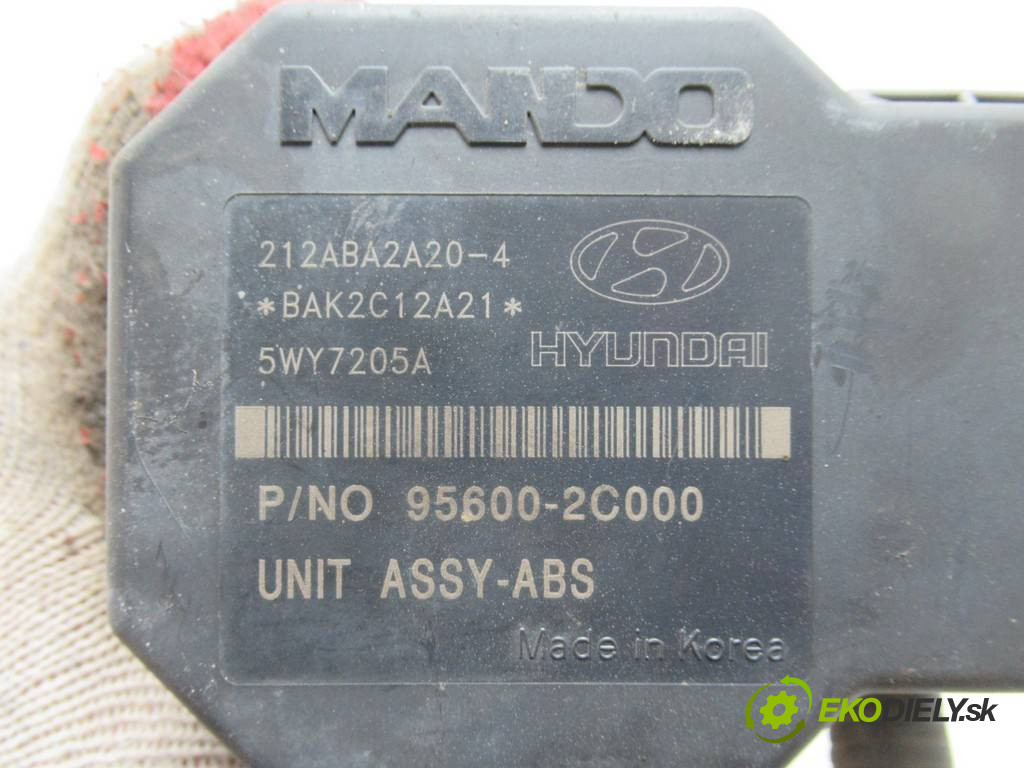 MANDO
212ABA2A20-4
*BAK2C12A21*
5WY7205A
HYUNDAI
P/NO 95600-2C000
UNIT ASSY-ABS
Made in Korea
EKODIELY.sk